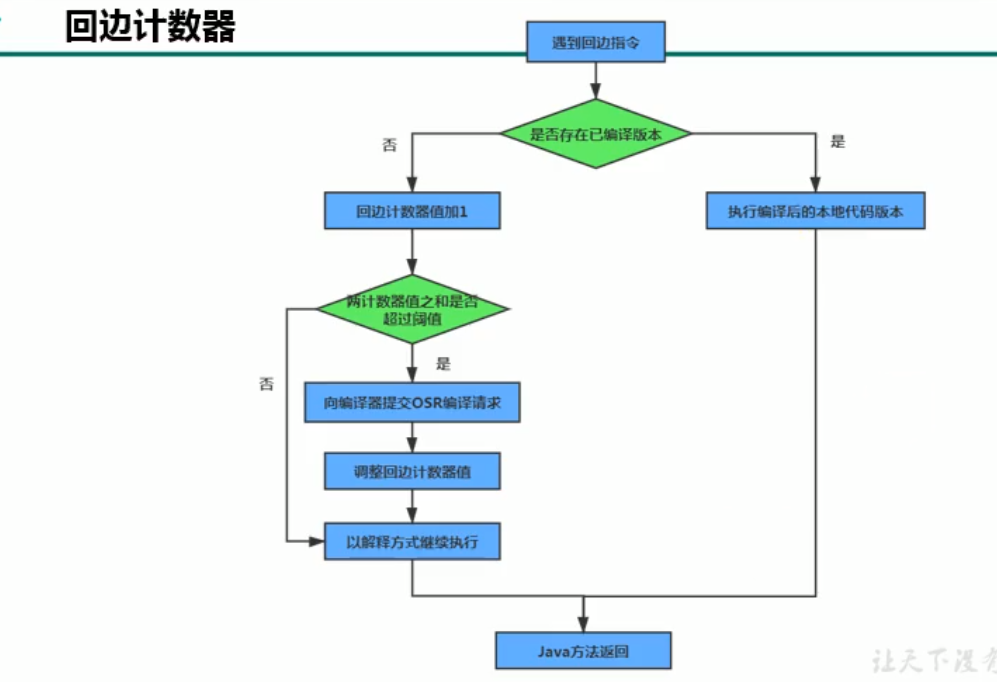 回边计数器
遇到回边指令
是否存在已编译版本
否
是
回边计数器值加1
执行编译后的本地代码版本
两计数器值之和是否
超过阈值
是
否
向编译器提交OSR编译请求
调整回边计数器值
以解释方式继续执行
Java方法返回
让天下没有